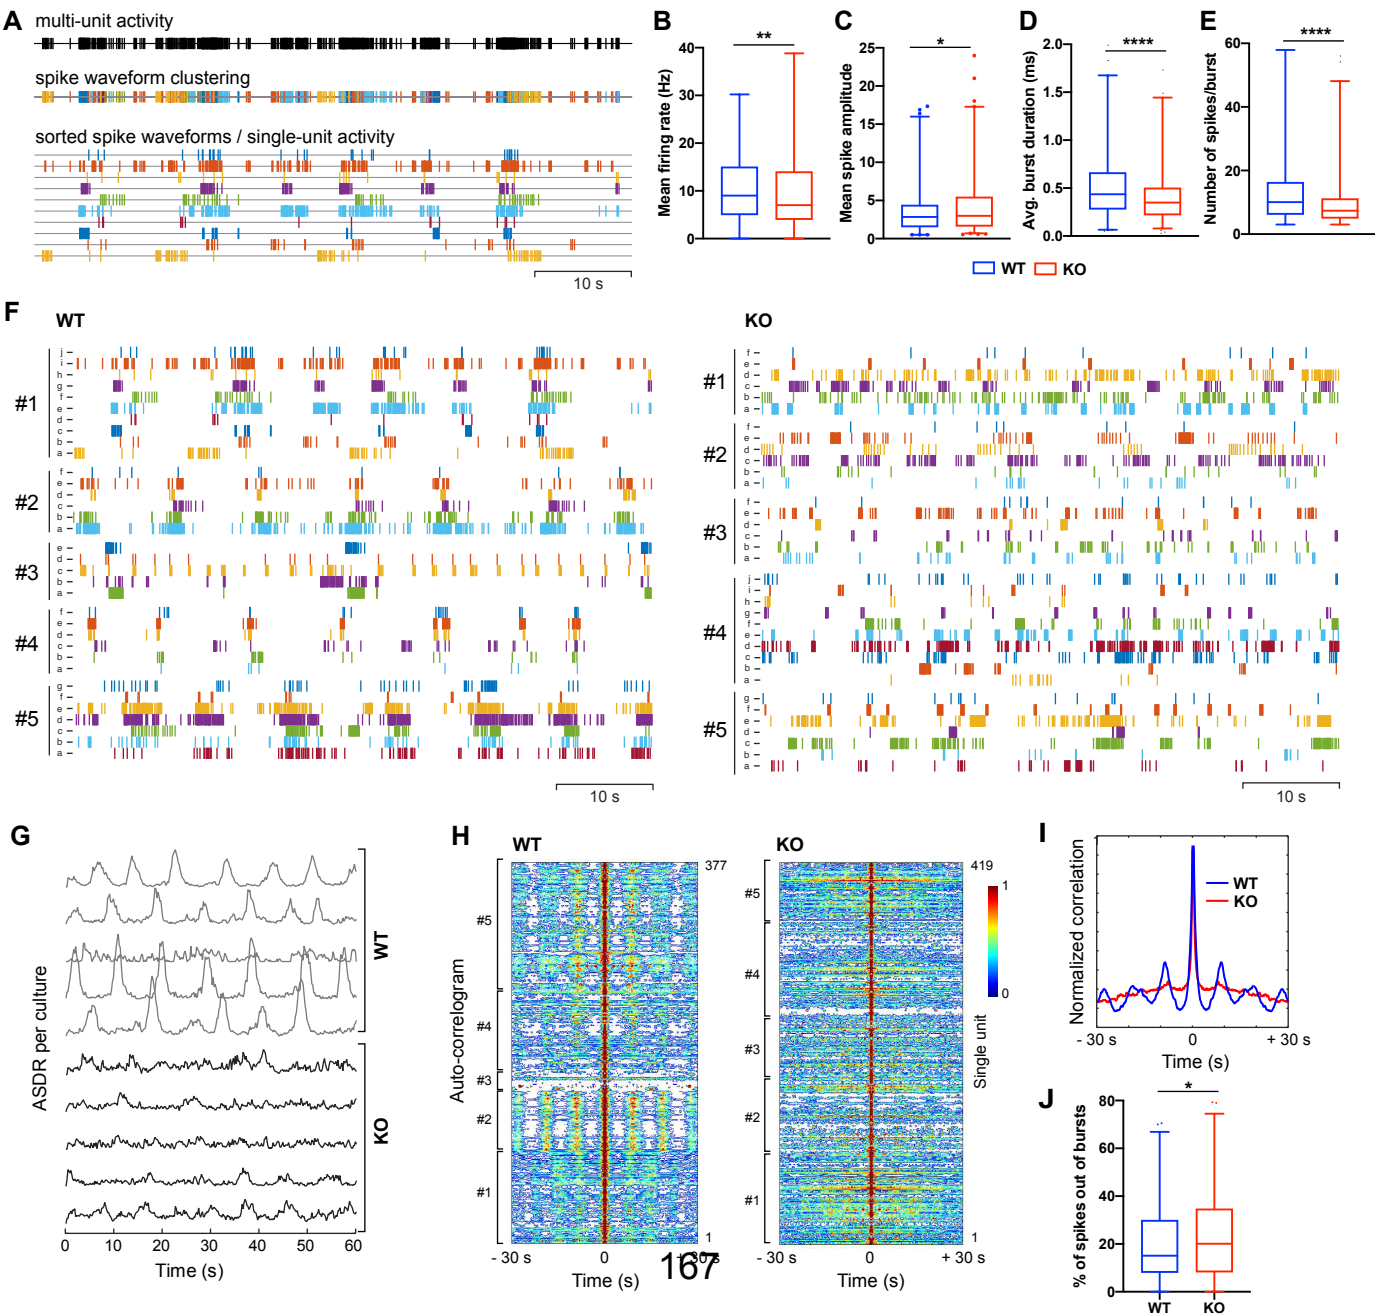 A
multi-unit activity
spike waveform clustering
sorted spike waveforms / single-unit activity
10 s
B
**
Mean firing rate (Hz)
40
30
20
10
0
C
*
Mean spike amplitude
25
20
15
10
5
0
D
****
Avg. burst duration (ms)
2.0
1.5
1.0
0.5
0.0
E
****
Number of spikes/burst
60
40
20
0
WT KO
F
WT
#1
j
i
h
g
f
e
d
c
b
a
#2
f
e
d
c
b
a
#3
e
d
c
b
a
#4
f
e
d
c
b
a
#5
g
f
e
d
c
b
a
10 s
KO
#1
f
e
d
c
b
a
#2
f
e
d
c
b
a
#3
f
e
d
c
b
a
#4
j
i
h
g
f
e
d
c
b
a
#5
g
f
e
d
c
b
a
10 s
G
ASDR per culture
WT
KO
0 10 20 30 40 50 60
Time (s)
H
WT
Auto-correlogram
#5
#4
#3
#2
#1
377
1
- 30 s 0 + 30 s
Time (s)
KO
#5
#4
#3
#2
#1
419
1
0
Single unit
1
- 30 s 0 + 30 s
Time (s)
167
I
Normalized correlation
WT
KO
- 30 s 0 + 30 s
Time (s)
J
*
% of spikes out of bursts
80
60
40
20
0
WT KO